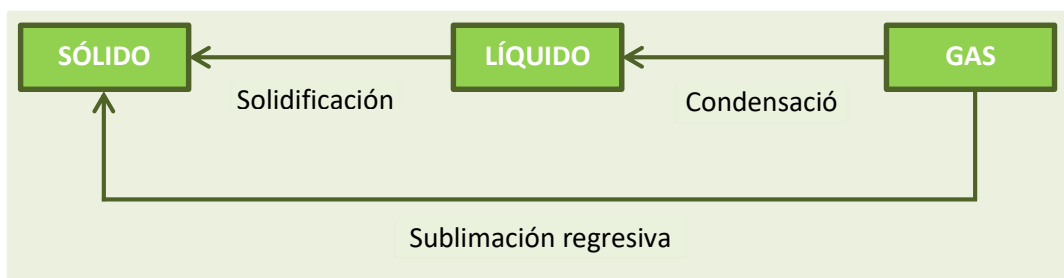 SÓLIDO
LÍQUIDO
GAS
Solidificación
Condensació
Sublimación regresiva